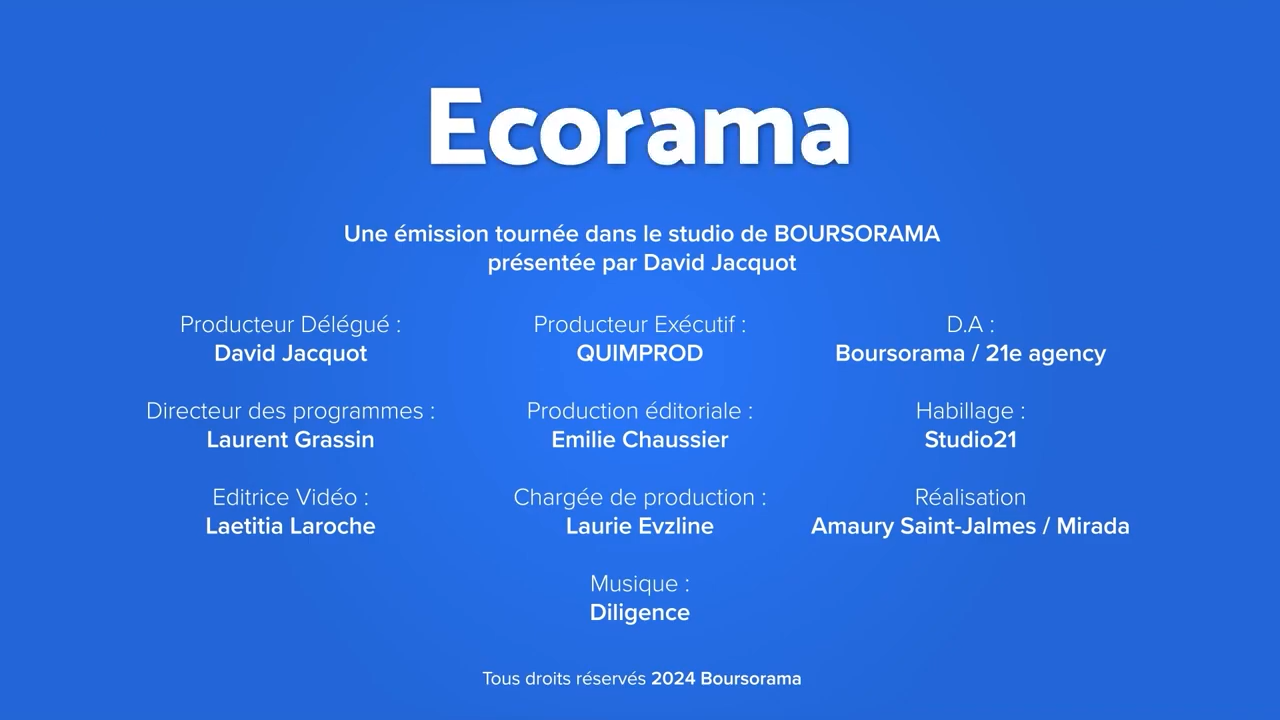 Ecorama
Une émission tournée dans le studio de BOURSORAMA
présentée par David Jacquot
Producteur Délégué :
David Jacquot
Producteur Exécutif :
QUIMPROD
D.A :
Boursorama / 21e agency
Directeur des programmes :
Laurent Grassin
Production éditoriale :
Emilie Chaussier
Habillage :
Studio21
Editrice Vidéo :
Laetitia Laroche
Chargée de production :
Laurie Evzline
Réalisation
Amaury Saint-Jalmes / Mirada
Musique :
Diligence
Tous droits réservés 2024 Boursorama